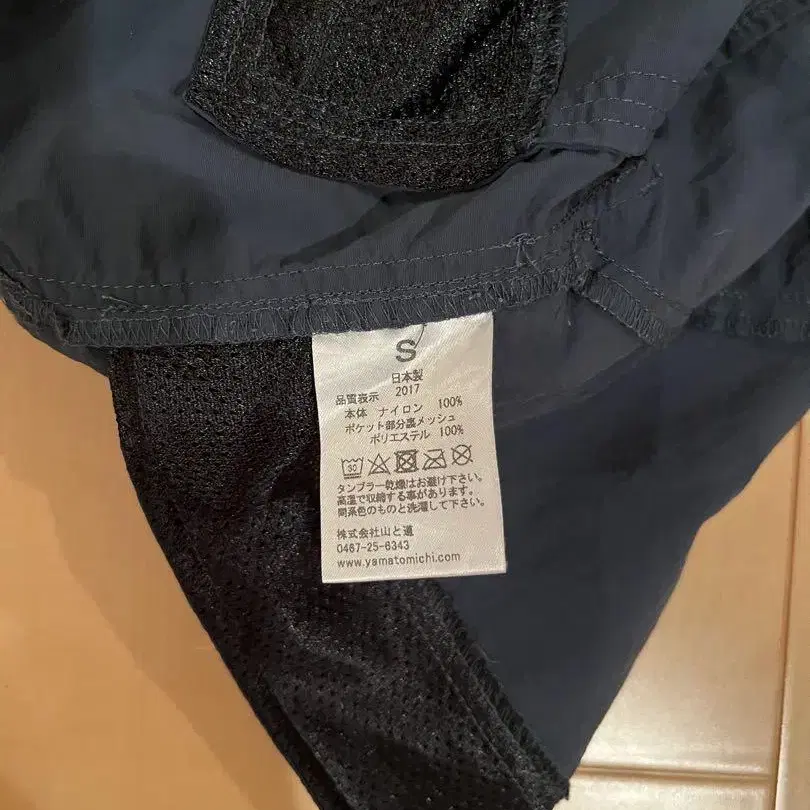 S
日本製
品質表示 2017
本体 ナイロン 100%
ポケット部分裏メッシュ
ポリエステル 100%
30
タンブラー乾燥はお避け下さい。
高温で収縮する事があります。
同系色のものと洗濯して下さい。
株式会社山と道
0467-25-6343
www.yamatomichi.com